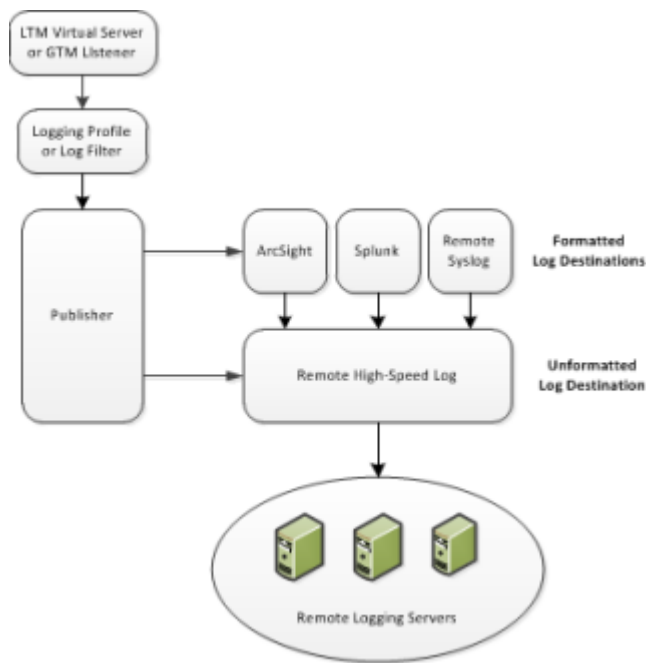 LTM Virtual Server
or GTM Listener
Logging Profile
or Log Filter
Publisher
ArcSight
Splunk
Remote
Syslog
Formatted
Log Destinations
Remote High-Speed Log
Unformatted
Log Destination
Remote Logging Servers